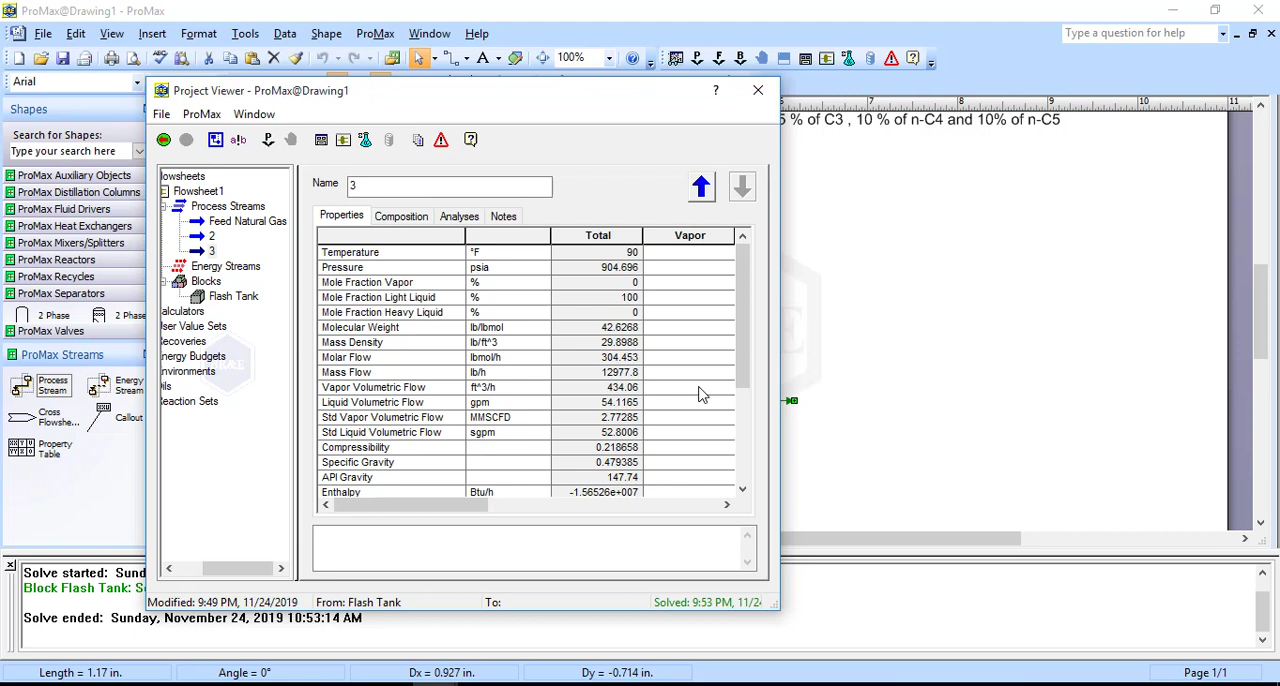 ProMax@Drawing1 - ProMax
File Edit View Insert Format Tools Data Shape ProMax Window Help
Type a question for help
100%
Arial
Shapes
Search for Shapes:
Type your search here
ProMax Auxiliary Objects
ProMax Distillation Columns
ProMax Fluid Drivers
ProMax Heat Exchangers
ProMax Mixers/Splitters
ProMax Reactors
ProMax Recycles
ProMax Separators
2 Phase 2 Phase
ProMax Valves
ProMax Streams
Process Stream
Energy Stream
Cross Flowshe...
Callout
Property Table
Project Viewer - ProMax@Drawing1
File ProMax Window
lowsheets
Flowsheet1
Process Streams
Feed Natural Gas
2
3
Energy Streams
Blocks
Flash Tank
alculators
ser Value Sets
ecoveries
nergy Budgets
nvironments
ils
eaction Sets
Name 3
Properties Composition Analyses Notes
Total Vapor
Temperature °F 90
Pressure psia 904.696
Mole Fraction Vapor % 0
Mole Fraction Light Liquid % 100
Mole Fraction Heavy Liquid % 0
Molecular Weight lb/lbmol 42.6268
Mass Density lb/ft^3 29.8988
Molar Flow lbmol/h 304.453
Mass Flow lb/h 12977.8
Vapor Volumetric Flow ft^3/h 434.06
Liquid Volumetric Flow gpm 54.1165
Std Vapor Volumetric Flow MMSCFD 2.77285
Std Liquid Volumetric Flow sgpm 52.8006
Compressibility 0.218658
Specific Gravity 0.479385
API Gravity 147.74
Enthalpy Btu/h -1.56526e+007
Modified: 9:49 PM, 11/24/2019 From: Flash Tank To: Solved: 9:53 PM, 11/24
7 8 9 10 11
5 % of C3 , 10 % of n-C4 and 10% of n-C5
Solve started: Sund
Block Flash Tank: S
Solve ended: Sunday, November 24, 2019 10:53:14 AM
Length = 1.17 in. Angle = 0° Dx = 0.927 in. Dy = -0.714 in. Page 1/1